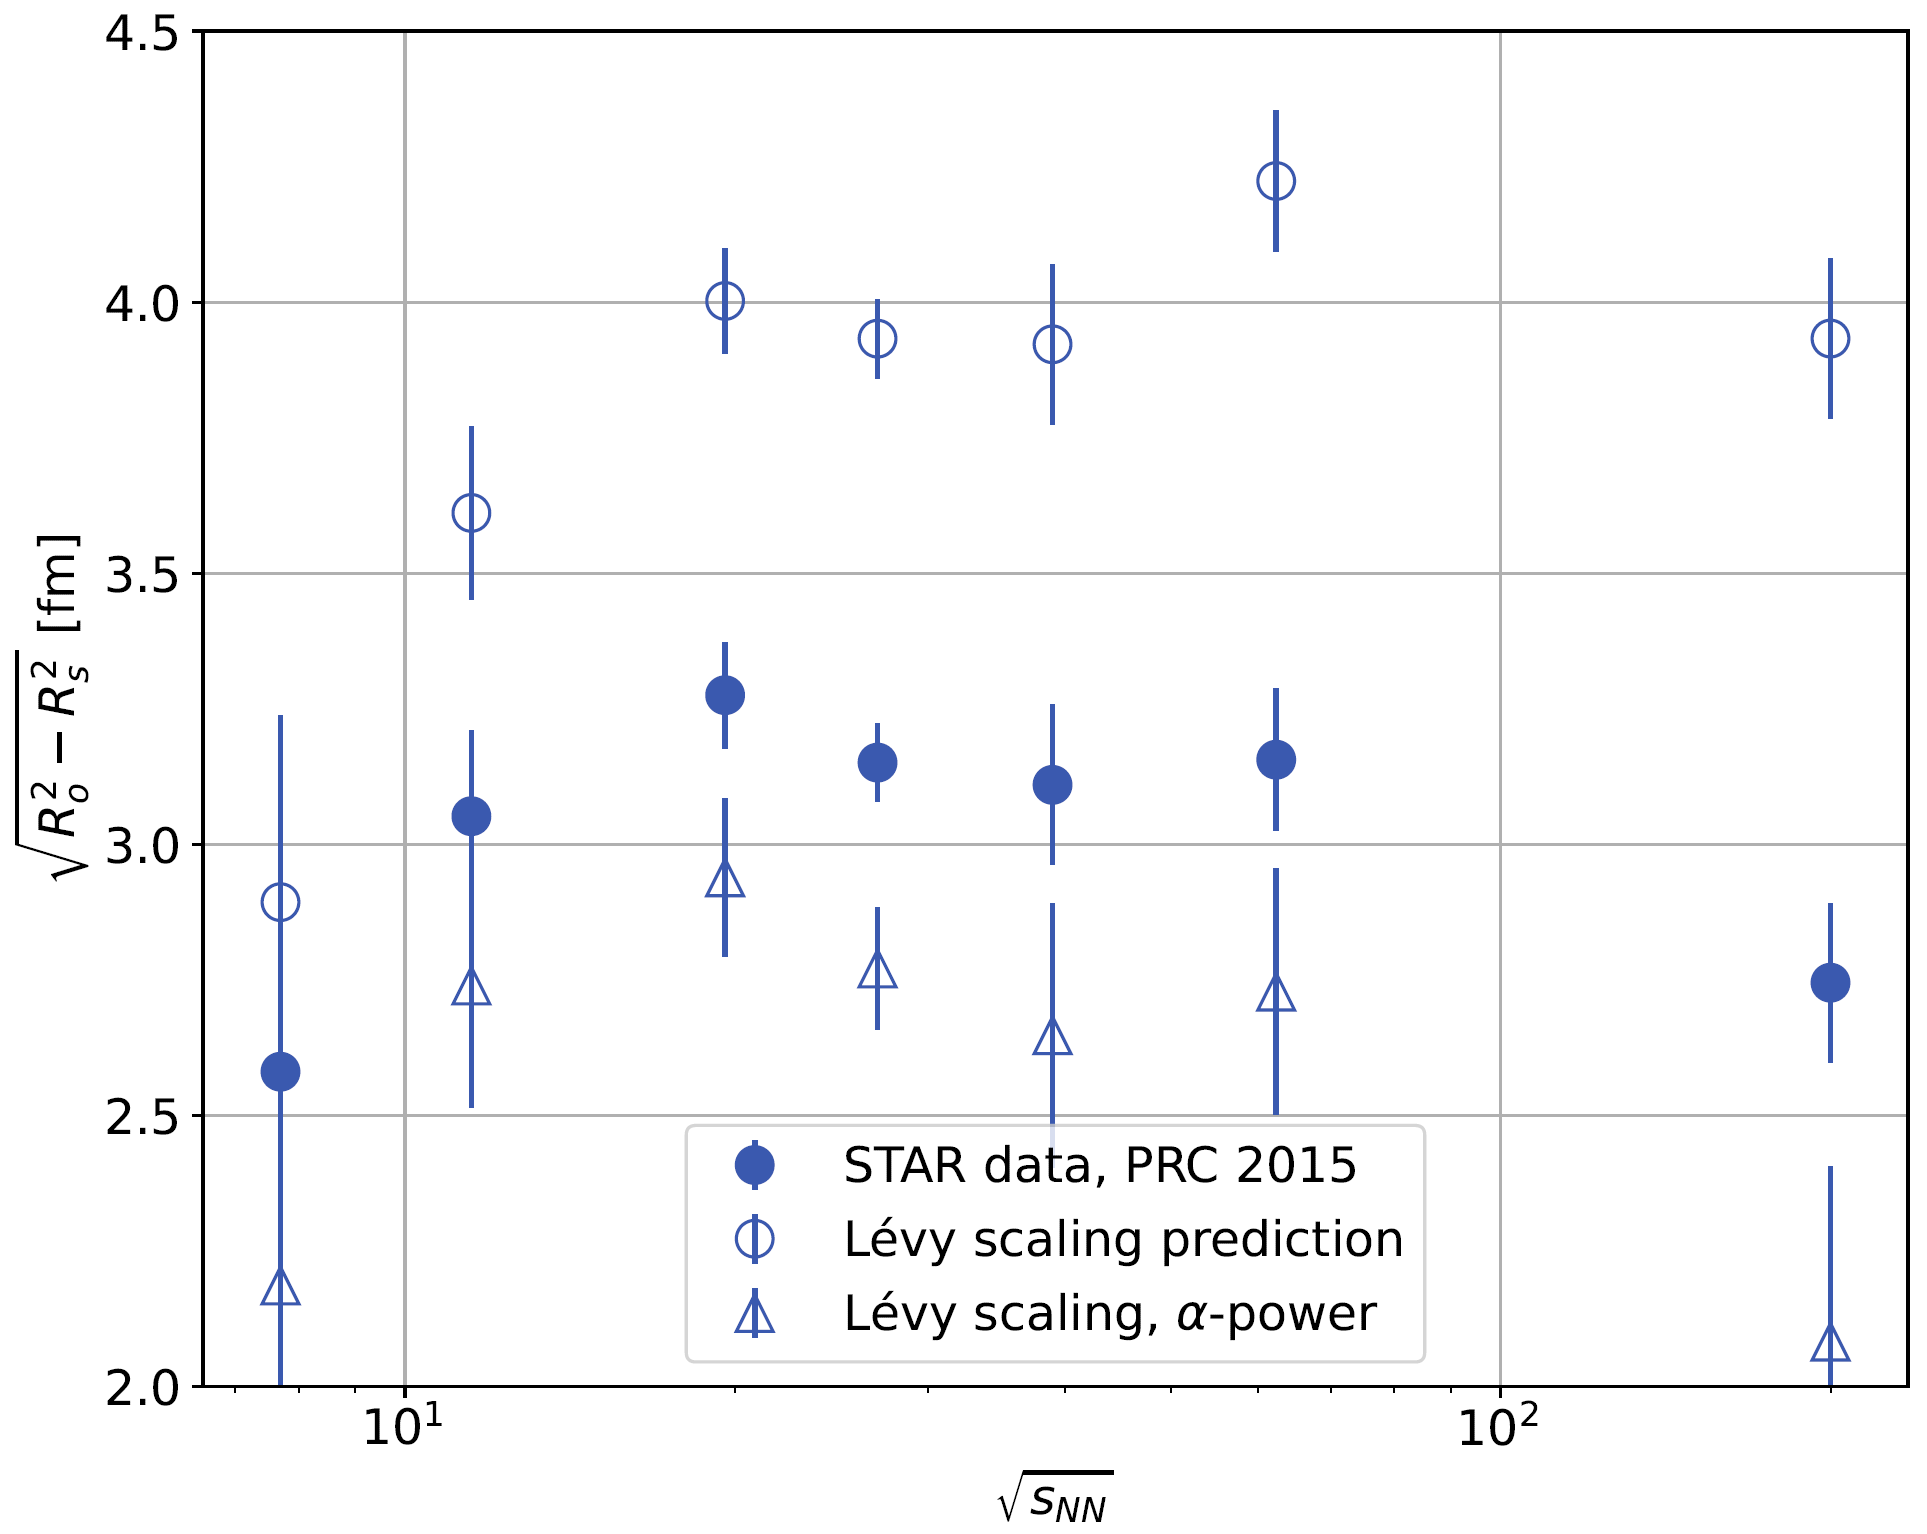 4.5
4.0
3.5
3.0
2.5
2.0
√(R_o^2 − R_s^2) [fm]
STAR data, PRC 2015
Lévy scaling prediction
Lévy scaling, α-power
10^1
10^2
√s_NN